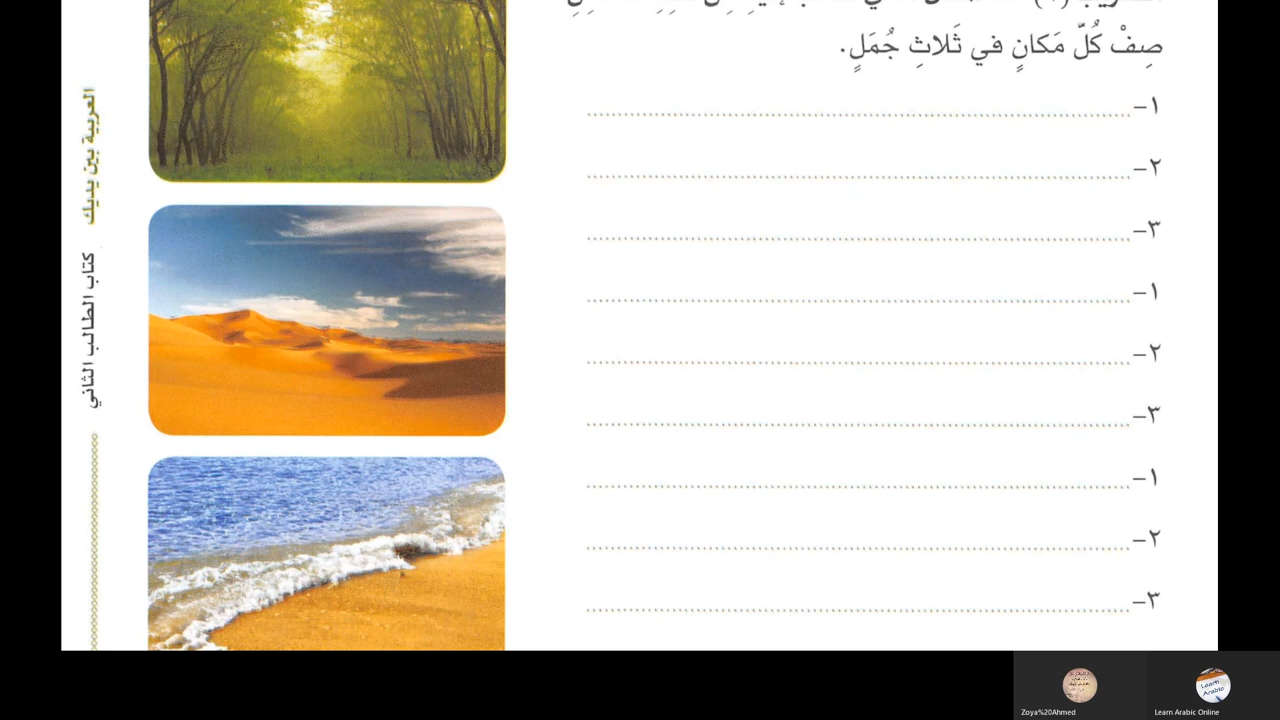 صِفْ كُلّ مَكانٍ في ثَلاثِ جُمَلٍ.
١–
٢–
٣–
١–
٢–
٣–
١–
٢–
٣–
العربية بين يديك
كتاب الطالب الثاني
Zoya%20Ahmed
Learn Arabic Online